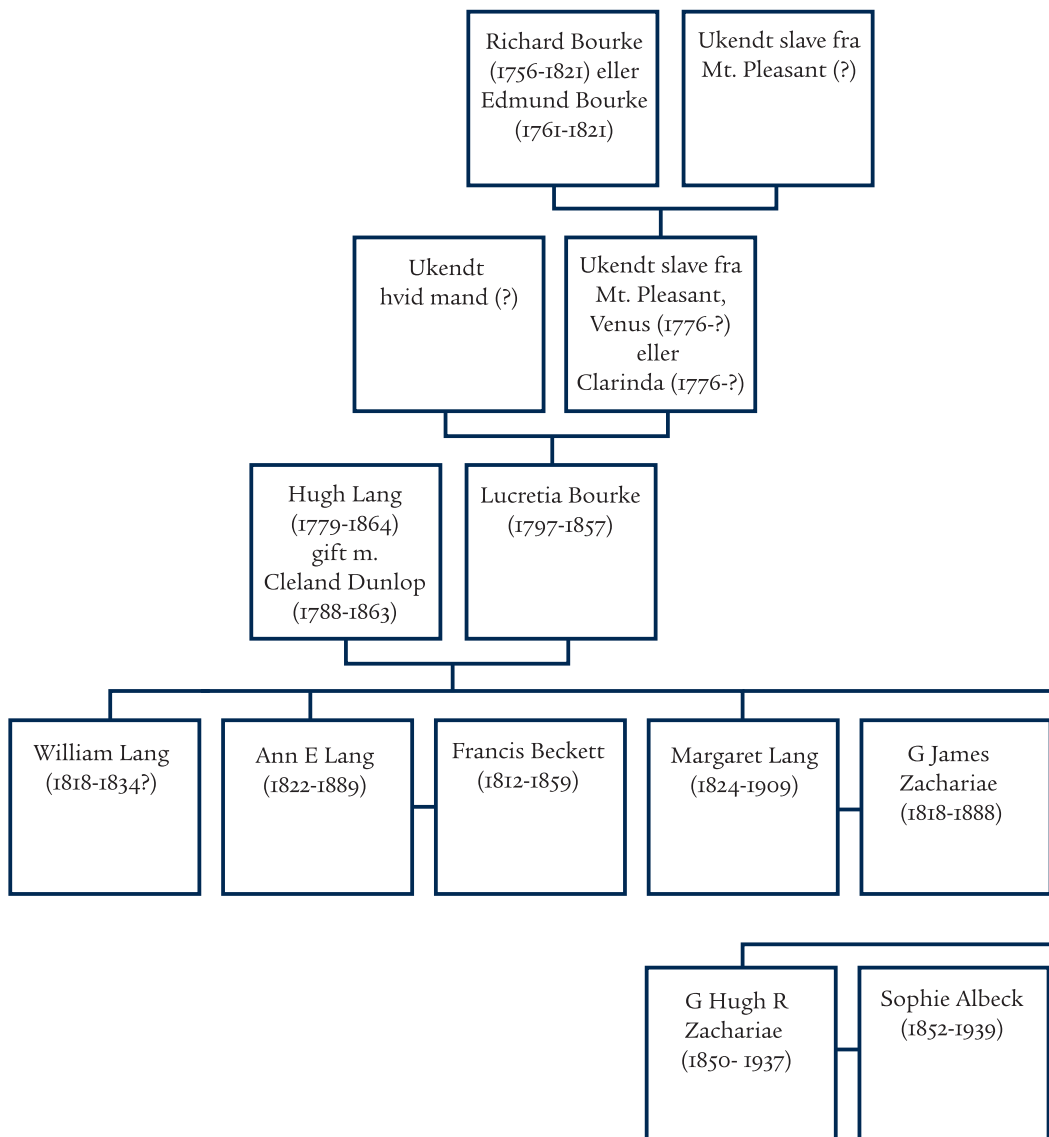 Richard Bourke
(1756-1821) eller
Edmund Bourke
(1761-1821)
Ukendt slave fra
Mt. Pleasant (?)
Ukendt
hvid mand (?)
Ukendt slave fra
Mt. Pleasant,
Venus (1776-?)
eller
Clarinda (1776-?)
Hugh Lang
(1779-1864)
gift m.
Cleland Dunlop
(1788-1863)
Lucretia Bourke
(1797-1857)
William Lang
(1818-1834?)
Ann E Lang
(1822-1889)
Francis Beckett
(1812-1859)
Margaret Lang
(1824-1909)
G James
Zachariae
(1818-1888)
G Hugh R
Zachariae
(1850- 1937)
Sophie Albeck
(1852-1939)